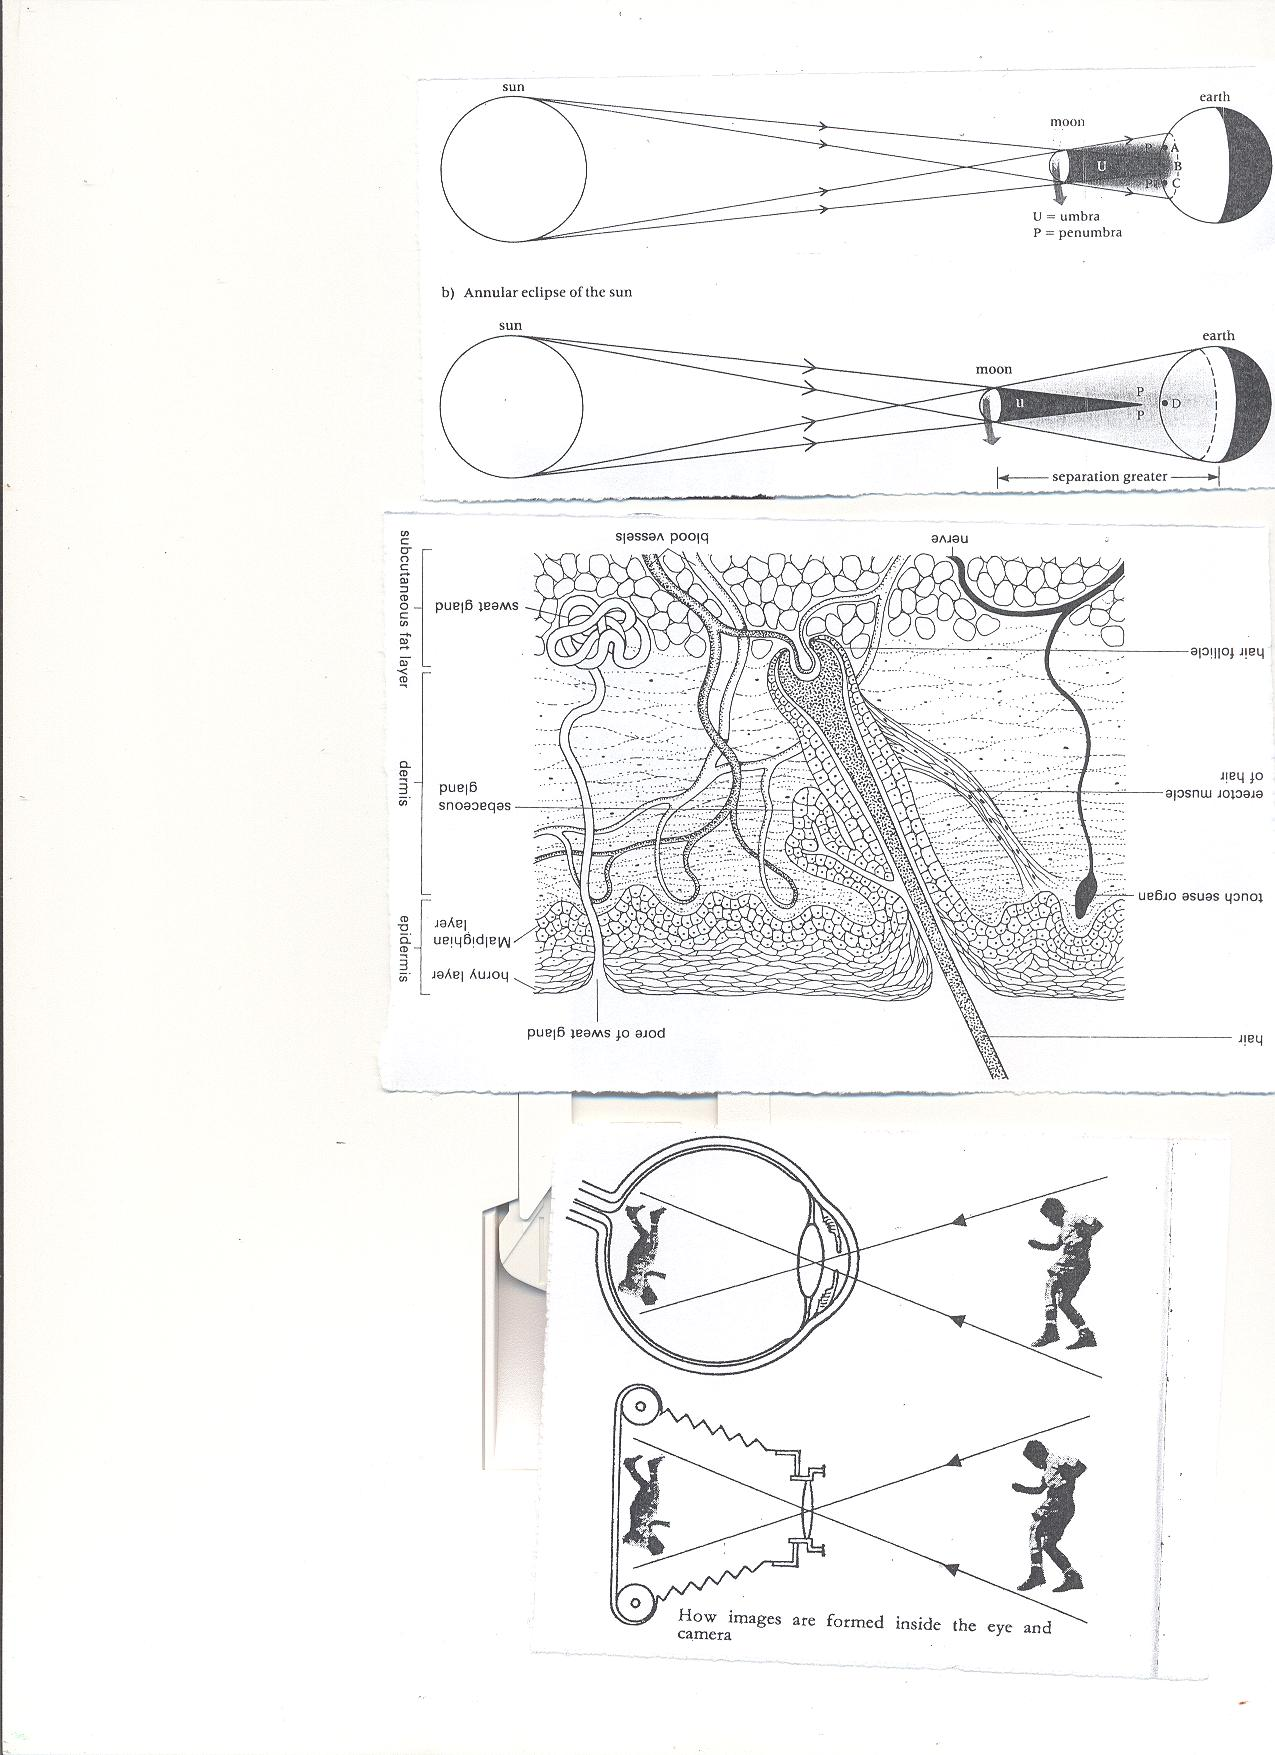 sun
earth
moon
P A
U B
P C
U = umbra
P = penumbra
b) Annular eclipse of the sun
sun
earth
moon
P
u D
P
separation greater
blood vessels
nerve
sweat gland
subcutaneous fat layer
hair follicle
dermis
sebaceous
gland
erector muscle
of hair
touch sense organ
epidermis
Malpighian
layer
horny layer
pore of sweat gland
hair
How images are formed inside the eye and
camera